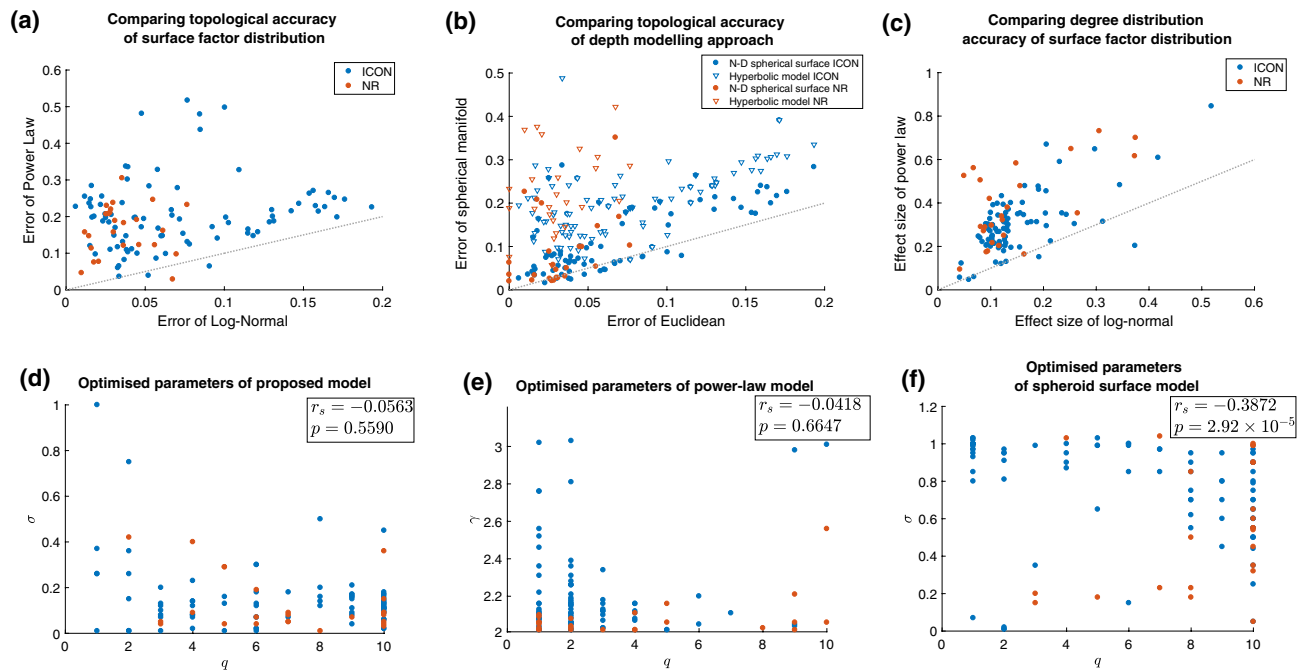 (a)
Comparing topological accuracy
of surface factor distribution
ICON
NR
Error of Power Law
0.6
0.5
0.4
0.3
0.2
0.1
0
0 0.05 0.1 0.15 0.2
Error of Log-Normal
(b)
Comparing topological accuracy
of depth modelling approach
N-D spherical surface ICON
Hyperbolic model ICON
N-D spherical surface NR
Hyperbolic model NR
Error of spherical manifold
0.5
0.4
0.3
0.2
0.1
0
0 0.05 0.1 0.15 0.2
Error of Euclidean
(c)
Comparing degree distribution
accuracy of surface factor distribution
ICON
NR
Effect size of power law
1
0.8
0.6
0.4
0.2
0
0 0.1 0.2 0.3 0.4 0.5 0.6
Effect size of log-normal
(d)
Optimised parameters of proposed model
r_s = −0.0563
p = 0.5590
σ
1
0.8
0.6
0.4
0.2
0
0 2 4 6 8 10
q
(e)
Optimised parameters of power-law model
r_s = −0.0418
p = 0.6647
γ
3
2.8
2.6
2.4
2.2
2
0 2 4 6 8 10
q
(f)
Optimised parameters
of spheroid surface model
r_s = −0.3872
p = 2.92 × 10⁻⁵
σ
1.2
1
0.8
0.6
0.4
0.2
0
0 2 4 6 8 10
q